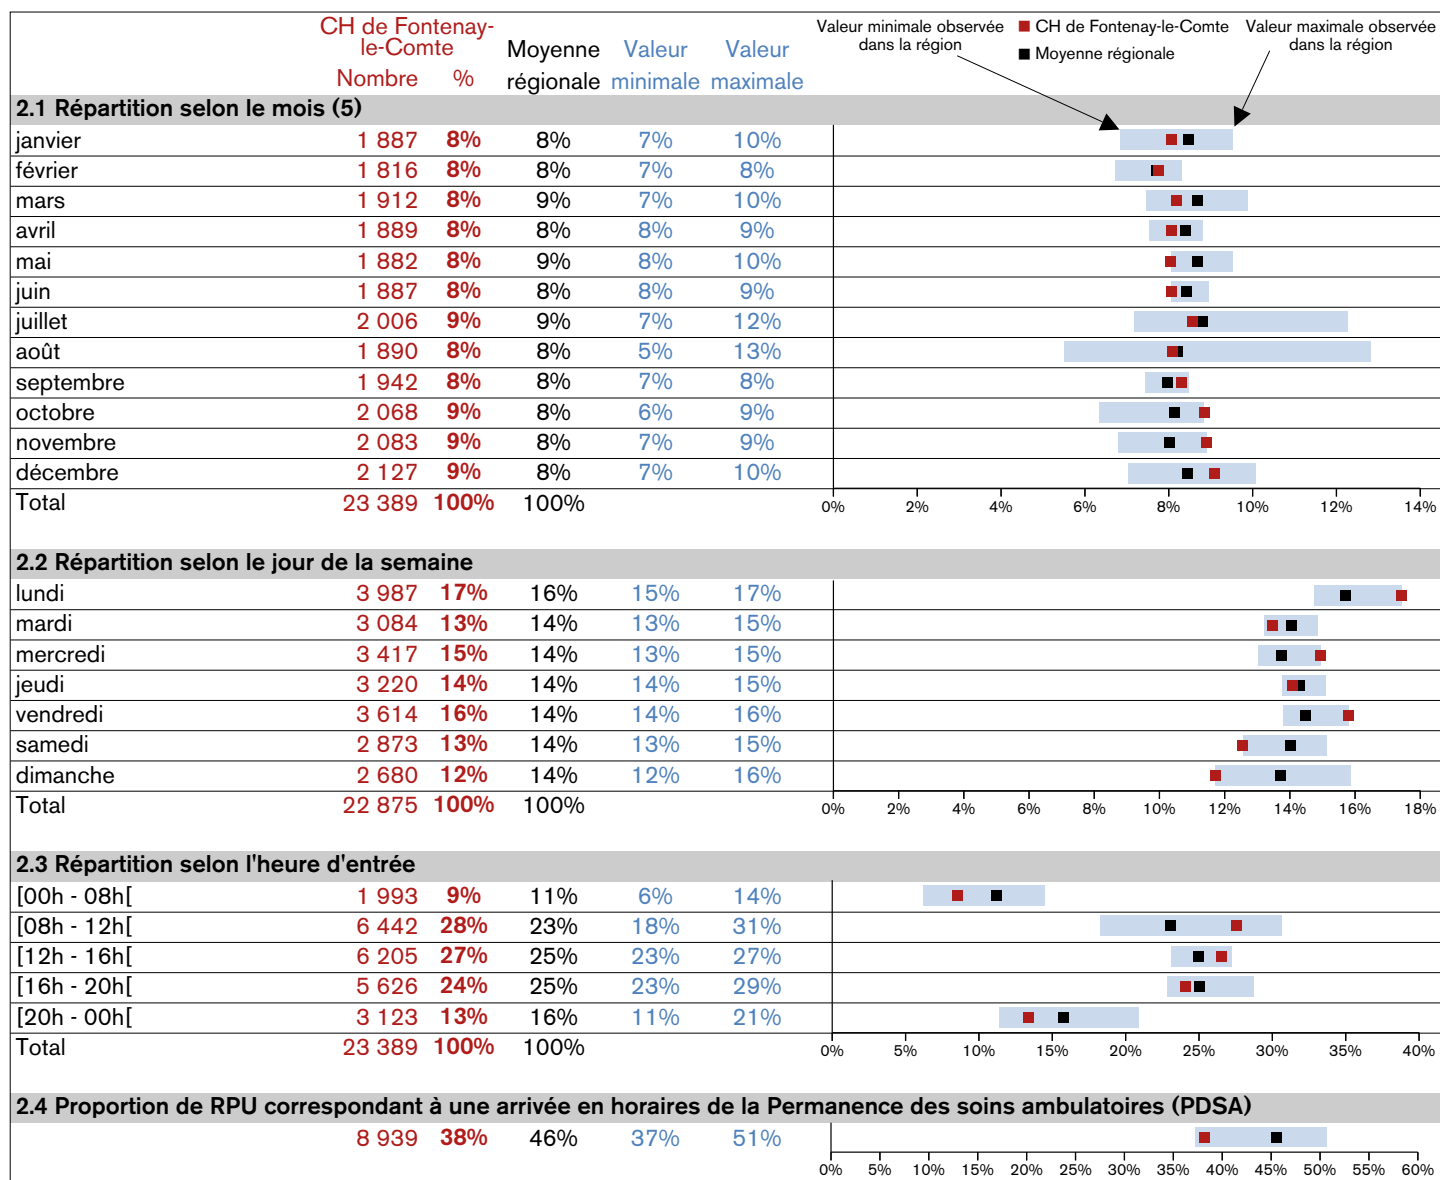 CH de Fontenay-le-Comte Moyenne régionale Valeur minimale Valeur maximale
Nombre %
Valeur minimale observée dans la région
CH de Fontenay-le-Comte
Moyenne régionale
Valeur maximale observée dans la région
2.1 Répartition selon le mois (5)
janvier 1 887 8% 8% 7% 10%
février 1 816 8% 8% 7% 8%
mars 1 912 8% 9% 7% 10%
avril 1 889 8% 8% 8% 9%
mai 1 882 8% 9% 8% 10%
juin 1 887 8% 8% 8% 9%
juillet 2 006 9% 9% 7% 12%
août 1 890 8% 8% 5% 13%
septembre 1 942 8% 8% 7% 8%
octobre 2 068 9% 8% 6% 9%
novembre 2 083 9% 8% 7% 9%
décembre 2 127 9% 8% 7% 10%
Total 23 389 100% 100%
0% 2% 4% 6% 8% 10% 12% 14%
2.2 Répartition selon le jour de la semaine
lundi 3 987 17% 16% 15% 17%
mardi 3 084 13% 14% 13% 15%
mercredi 3 417 15% 14% 13% 15%
jeudi 3 220 14% 14% 14% 15%
vendredi 3 614 16% 14% 14% 16%
samedi 2 873 13% 14% 13% 15%
dimanche 2 680 12% 14% 12% 16%
Total 22 875 100% 100%
0% 2% 4% 6% 8% 10% 12% 14% 16% 18%
2.3 Répartition selon l'heure d'entrée
[00h - 08h[ 1 993 9% 11% 6% 14%
[08h - 12h[ 6 442 28% 23% 18% 31%
[12h - 16h[ 6 205 27% 25% 23% 27%
[16h - 20h[ 5 626 24% 25% 23% 29%
[20h - 00h[ 3 123 13% 16% 11% 21%
Total 23 389 100% 100%
0% 5% 10% 15% 20% 25% 30% 35% 40%
2.4 Proportion de RPU correspondant à une arrivée en horaires de la Permanence des soins ambulatoires (PDSA)
8 939 38% 46% 37% 51%
0% 5% 10% 15% 20% 25% 30% 35% 40% 45% 50% 55% 60%